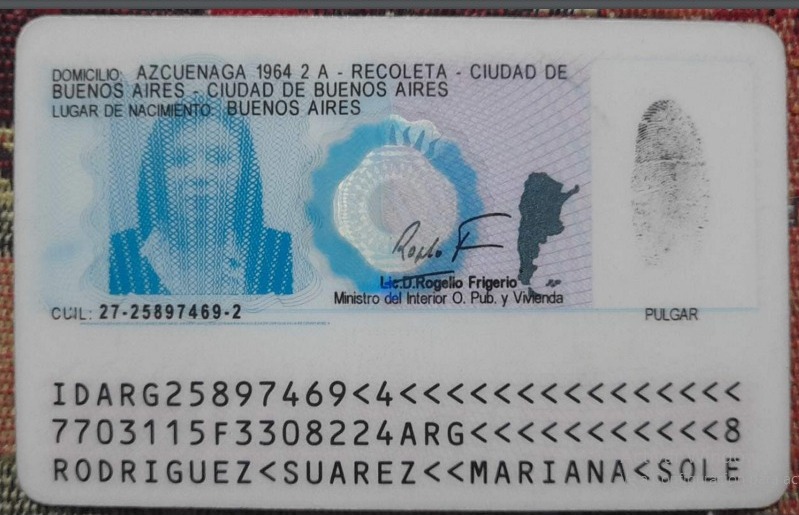 DOMICILIO: AZCUENAGA 1964 2 A - RECOLETA - CIUDAD DE
BUENOS AIRES - CIUDAD DE BUENOS AIRES
LUGAR DE NACIMIENTO: BUENOS AIRES
Lic.D.Rogelio Frigerio
Ministro del Interior O. Pub. y Vivienda
CUIL: 27-25897469-2
PULGAR
IDARG25897469<4<<<<<<<<<<<<<<<
7703115F3308224ARG<<<<<<<<<<<8
RODRIGUEZ<SUAREZ<<MARIANA<SOLE